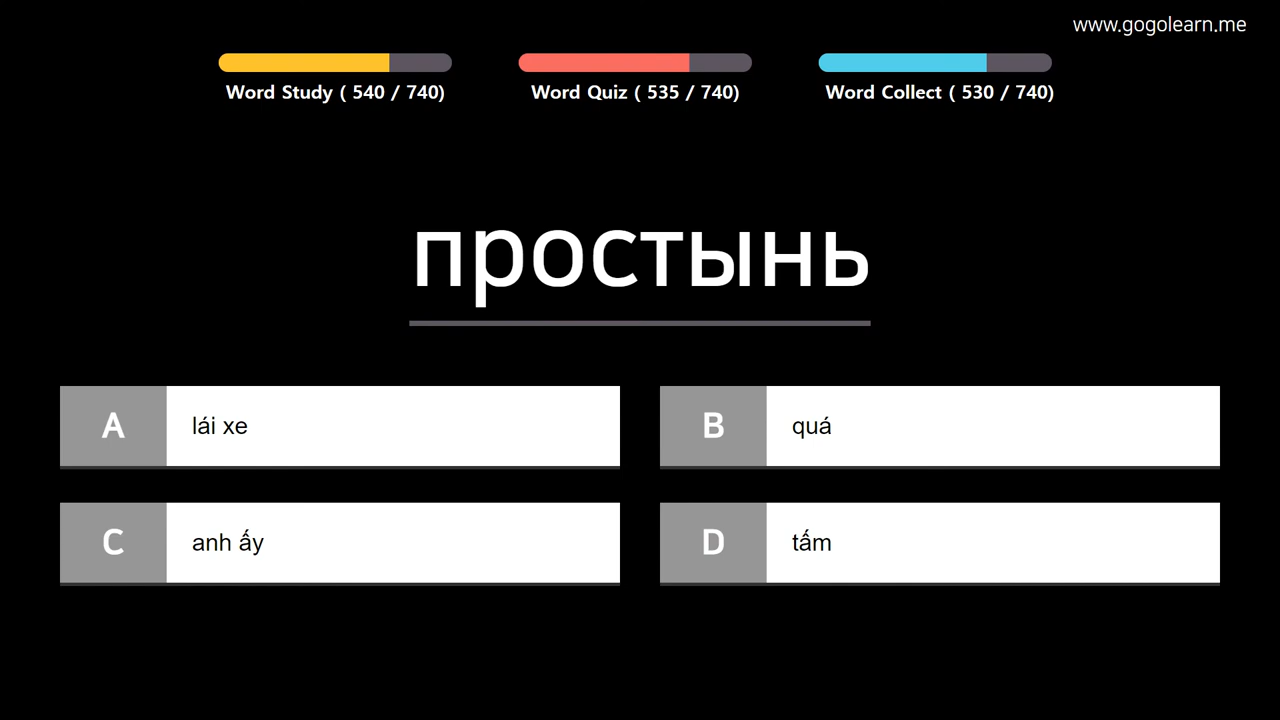 www.gogolearn.me
Word Study ( 540 / 740)
Word Quiz ( 535 / 740)
Word Collect ( 530 / 740)
простынь
A lái xe
B quá
C anh ấy
D tấm